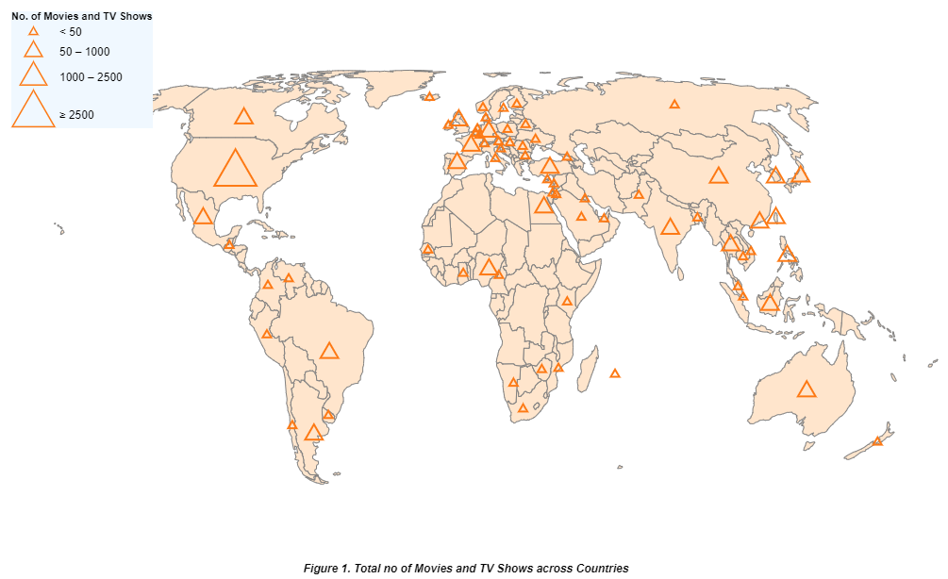 No. of Movies and TV Shows
< 50
50 – 1000
1000 – 2500
≥ 2500
Figure 1. Total no of Movies and TV Shows across Countries